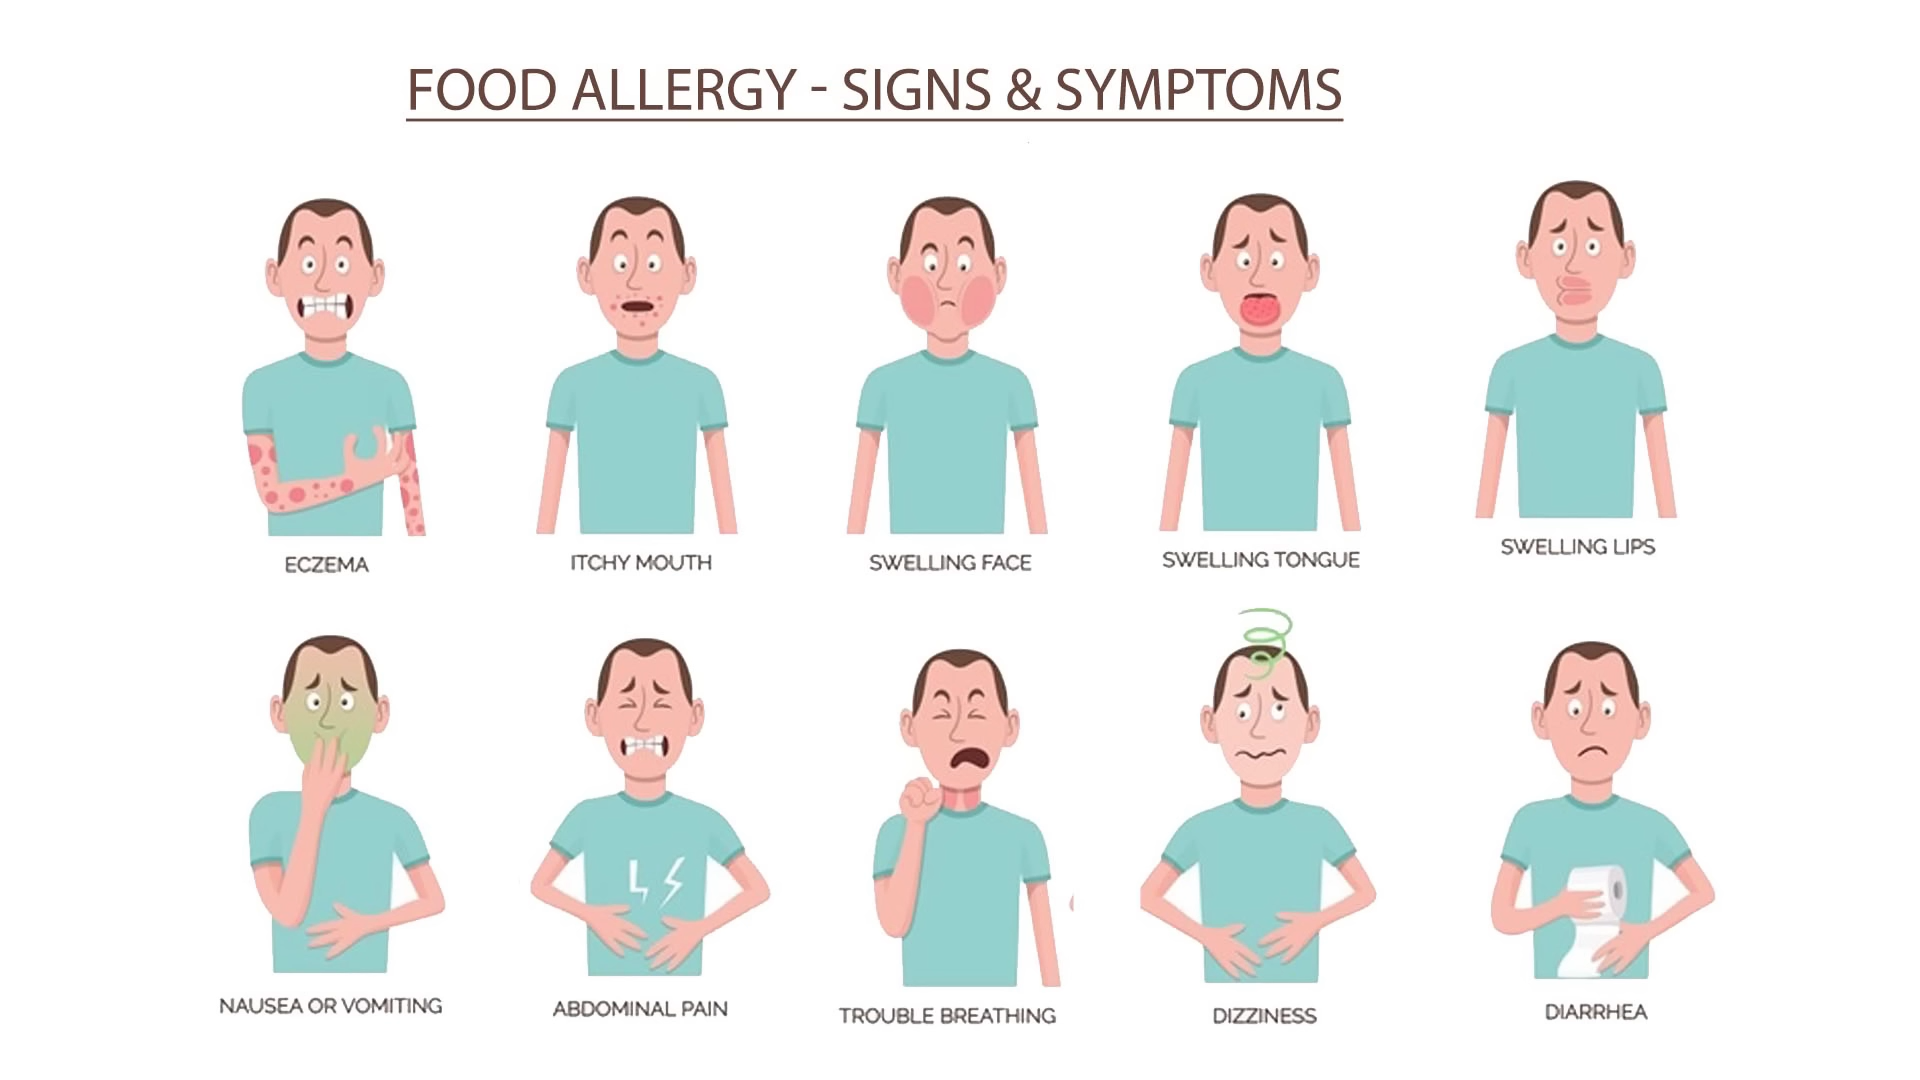 FOOD ALLERGY - SIGNS & SYMPTOMS
ECZEMA
ITCHY MOUTH
SWELLING FACE
SWELLING TONGUE
SWELLING LIPS
NAUSEA OR VOMITING
ABDOMINAL PAIN
TROUBLE BREATHING
DIZZINESS
DIARRHEA